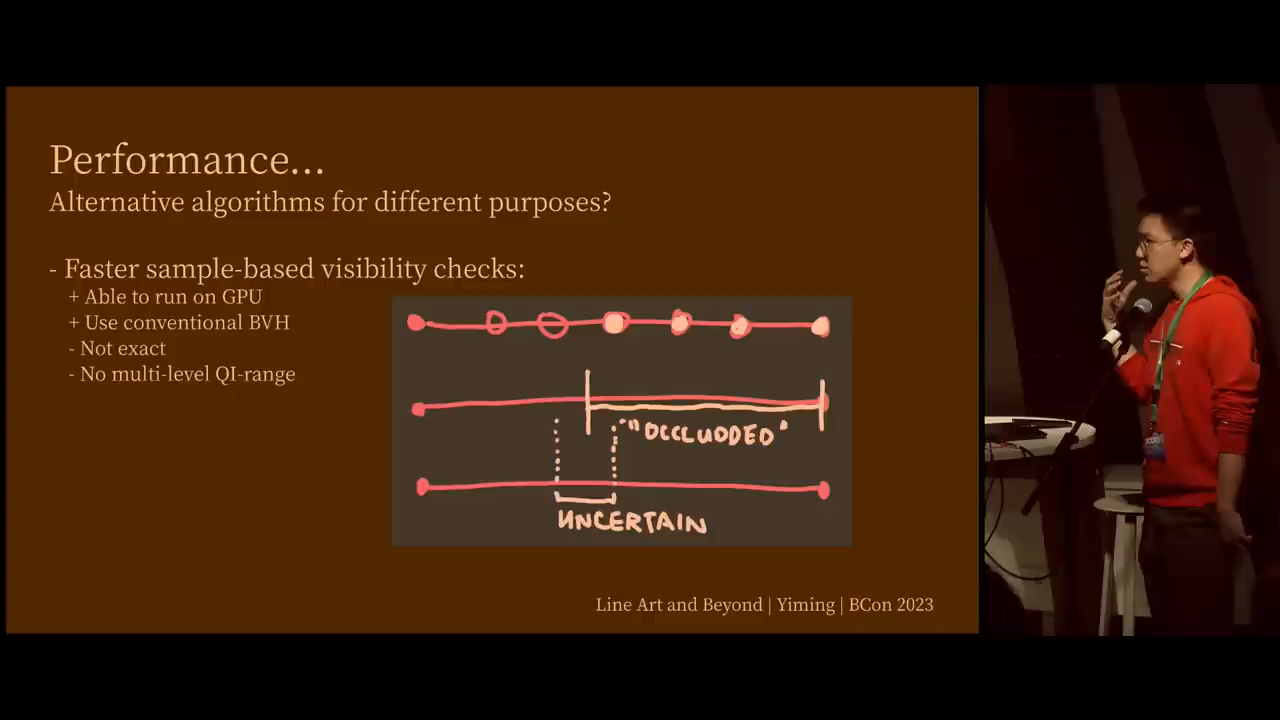 Performance...
Alternative algorithms for different purposes?
- Faster sample-based visibility checks:
+ Able to run on GPU
+ Use conventional BVH
- Not exact
- No multi-level QI-range
"OCCLUDDED"
UNCERTAIN
Line Art and Beyond | Yiming | BCon 2023